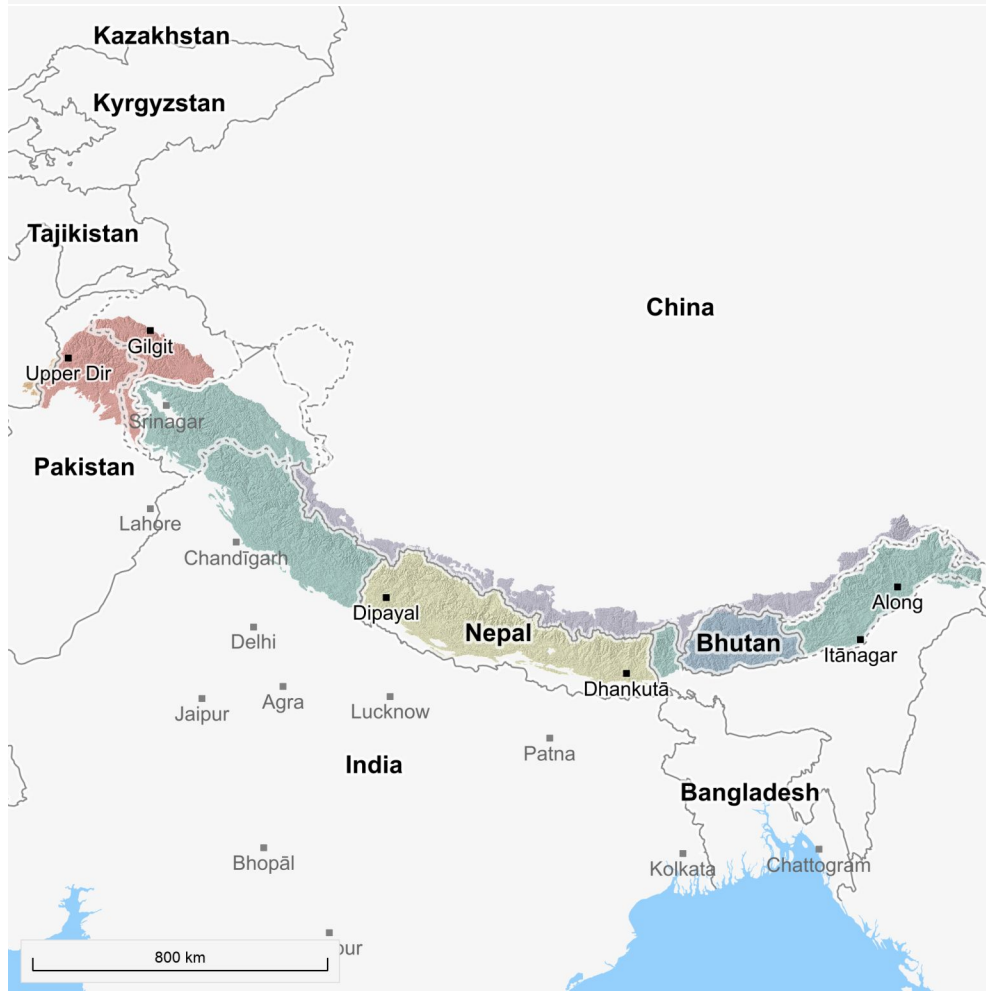 Kazakhstan
Kyrgyzstan
Tajikistan
China
Gilgit
Upper Dir
Srinagar
Pakistan
Lahore
Chandīgarh
Dipayal
Nepal
Along
Bhutan
Itānagar
Delhi
Dhankutā
Agra
Jaipur
Lucknow
Patna
India
Bangladesh
Bhopāl
Kolkata
Chattogram
800 km